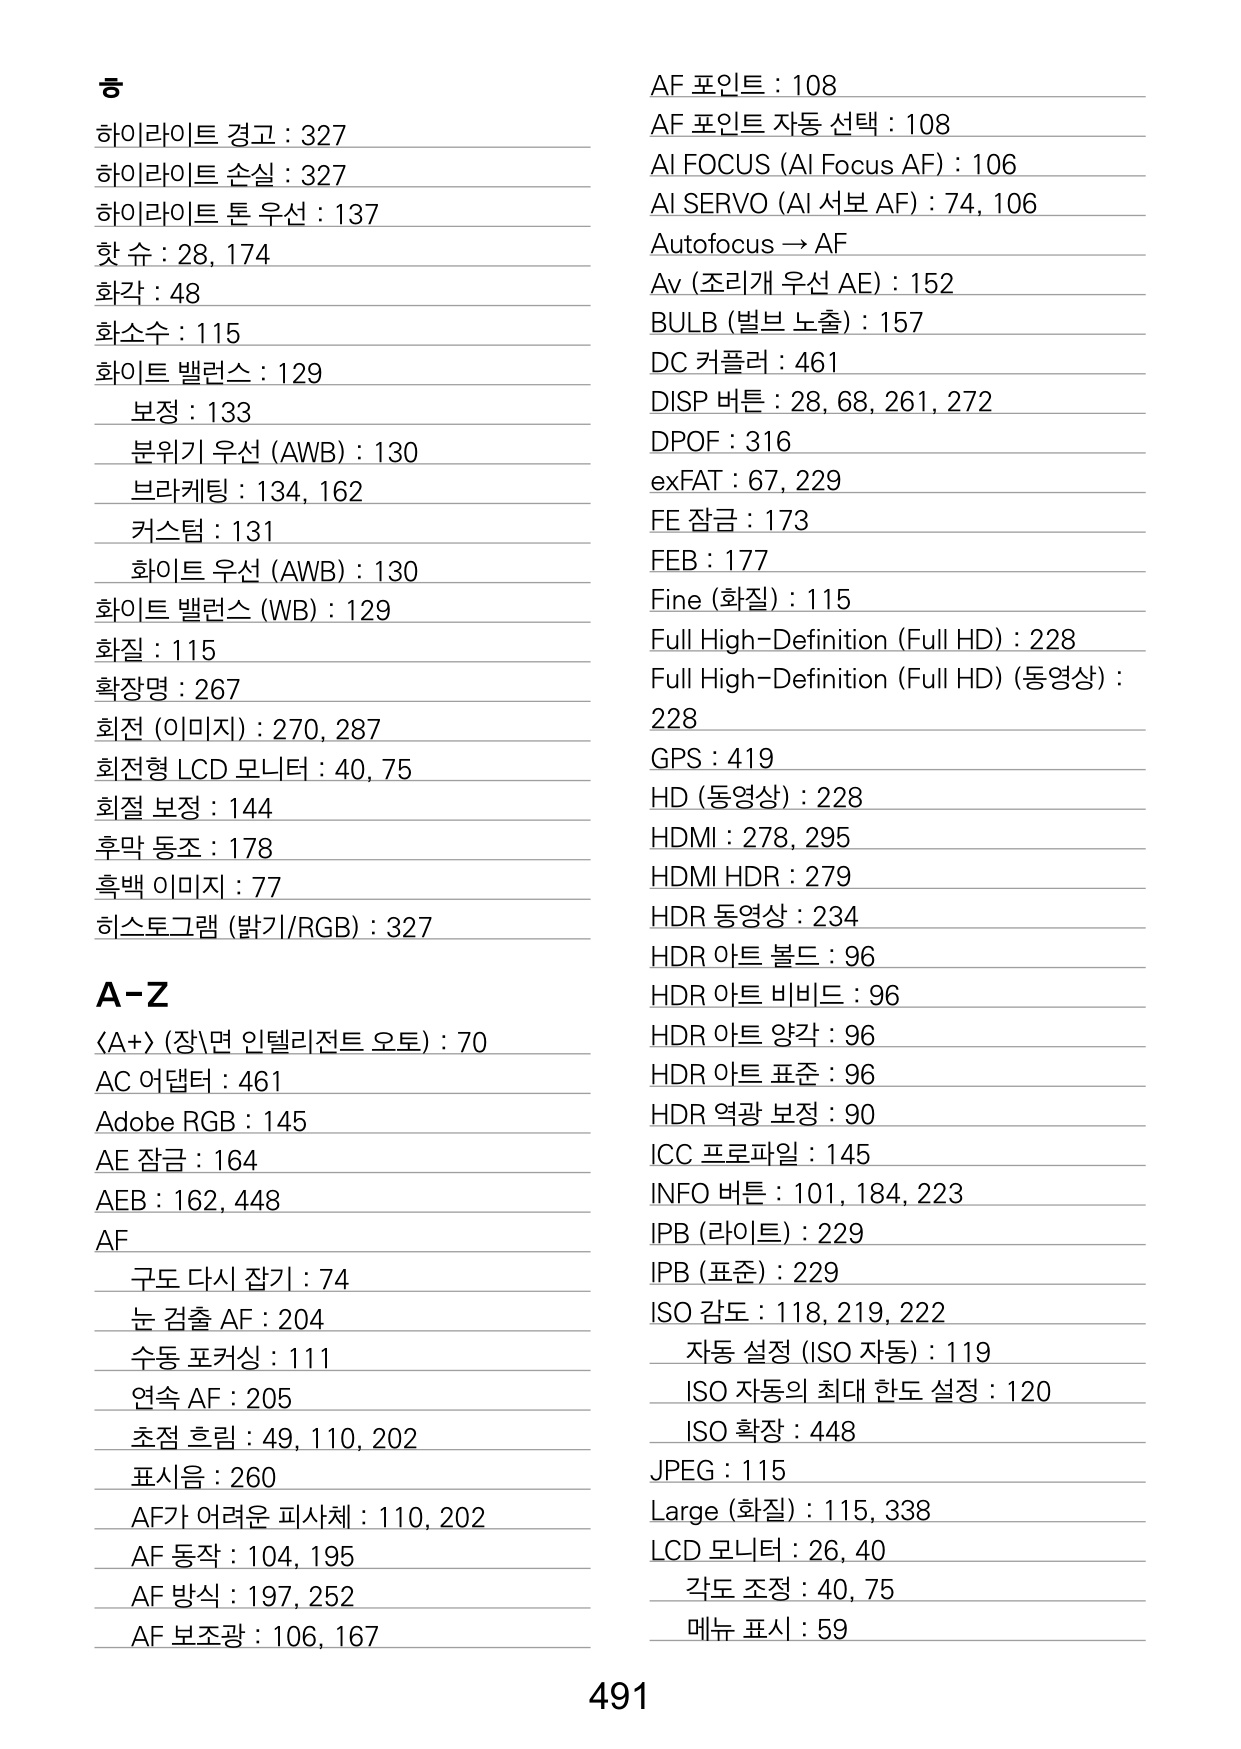 ㅎ
하이라이트 경고 : 327
하이라이트 손실 : 327
하이라이트 톤 우선 : 137
핫 슈 : 28, 174
화각 : 48
화소수 : 115
화이트 밸런스 : 129
보정 : 133
분위기 우선 (AWB) : 130
브라케팅 : 134, 162
커스텀 : 131
화이트 우선 (AWB) : 130
화이트 밸런스 (WB) : 129
화질 : 115
확장명 : 267
회전 (이미지) : 270, 287
회전형 LCD 모니터 : 40, 75
회절 보정 : 144
후막 동조 : 178
흑백 이미지 : 77
히스토그램 (밝기/RGB) : 327
A-Z
<A+> (장\면 인텔리전트 오토) : 70
AC 어댑터 : 461
Adobe RGB : 145
AE 잠금 : 164
AEB : 162, 448
AF
구도 다시 잡기 : 74
눈 검출 AF : 204
수동 포커싱 : 111
연속 AF : 205
초점 흐림 : 49, 110, 202
표시음 : 260
AF가 어려운 피사체 : 110, 202
AF 동작 : 104, 195
AF 방식 : 197, 252
AF 보조광 : 106, 167
AF 포인트 : 108
AF 포인트 자동 선택 : 108
AI FOCUS (AI Focus AF) : 106
AI SERVO (AI 서보 AF) : 74, 106
Autofocus → AF
Av (조리개 우선 AE) : 152
BULB (벌브 노출) : 157
DC 커플러 : 461
DISP 버튼 : 28, 68, 261, 272
DPOF : 316
exFAT : 67, 229
FE 잠금 : 173
FEB : 177
Fine (화질) : 115
Full High-Definition (Full HD) : 228
Full High-Definition (Full HD) (동영상) :
228
GPS : 419
HD (동영상) : 228
HDMI : 278, 295
HDMI HDR : 279
HDR 동영상 : 234
HDR 아트 볼드 : 96
HDR 아트 비비드 : 96
HDR 아트 양각 : 96
HDR 아트 표준 : 96
HDR 역광 보정 : 90
ICC 프로파일 : 145
INFO 버튼 : 101, 184, 223
IPB (라이트) : 229
IPB (표준) : 229
ISO 감도 : 118, 219, 222
자동 설정 (ISO 자동) : 119
ISO 자동의 최대 한도 설정 : 120
ISO 확장 : 448
JPEG : 115
Large (화질) : 115, 338
LCD 모니터 : 26, 40
각도 조정 : 40, 75
메뉴 표시 : 59
491